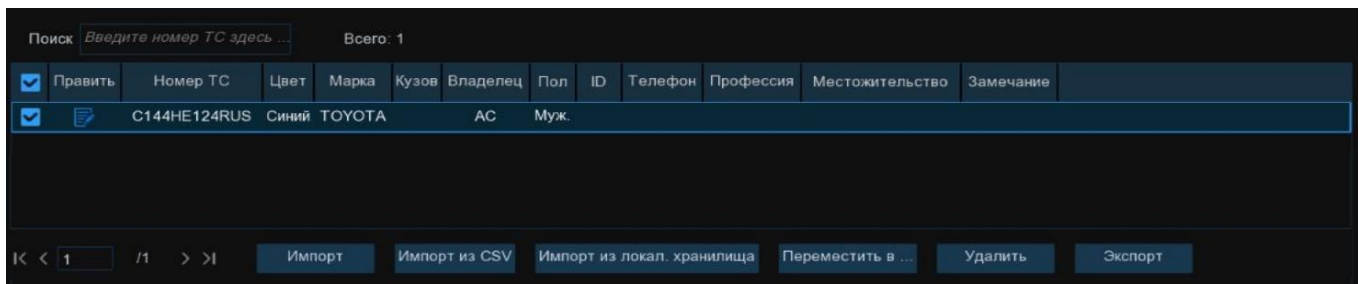 Поиск Введите номер ТС здесь ... Всего: 1
Править Номер ТС Цвет Марка Кузов Владелец Пол ID Телефон Профессия Местожительство Замечание
C144HE124RUS Синий TOYOTA AC Муж.
1 /1 Импорт Импорт из CSV Импорт из локал. хранилища Переместить в ... Удалить Экспорт